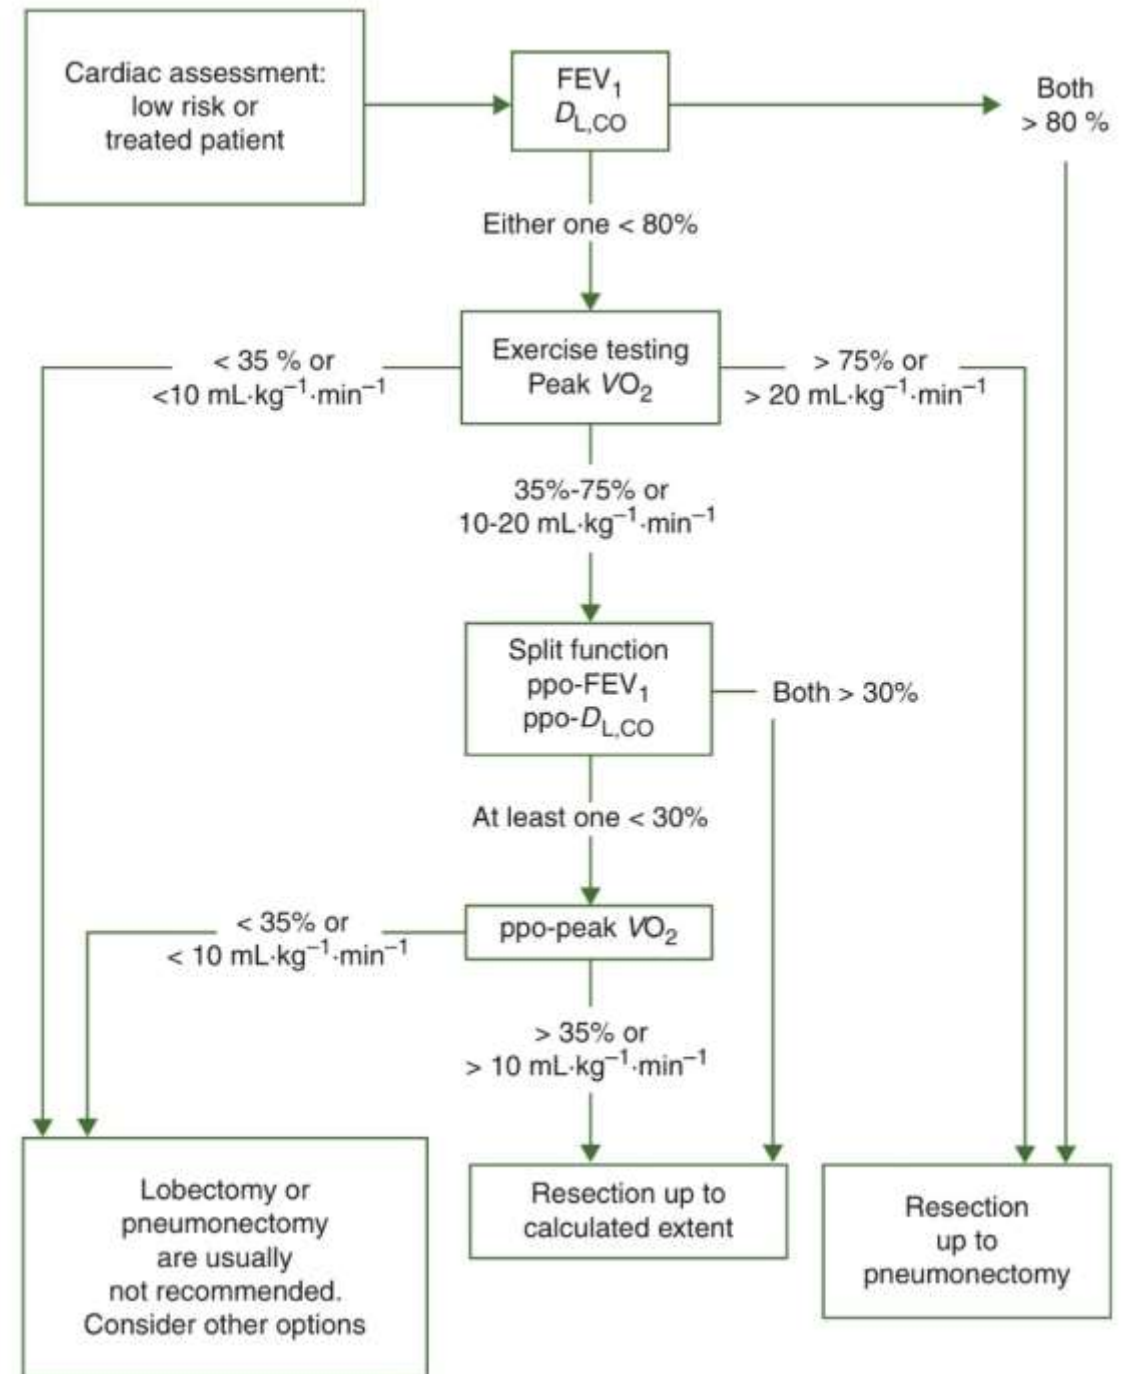 Cardiac assessment:
low risk or
treated patient
FEV₁
D_L,CO
Both
> 80 %
Either one < 80%
Exercise testing
Peak VO₂
< 35 % or
<10 mL·kg⁻¹·min⁻¹
> 75% or
> 20 mL·kg⁻¹·min⁻¹
35%-75% or
10-20 mL·kg⁻¹·min⁻¹
Split function
ppo-FEV₁
ppo-D_L,CO
Both > 30%
At least one < 30%
ppo-peak VO₂
< 35% or
< 10 mL·kg⁻¹·min⁻¹
> 35% or
> 10 mL·kg⁻¹·min⁻¹
Lobectomy or
pneumonectomy
are usually
not recommended.
Consider other options
Resection up to
calculated extent
Resection
up to
pneumonectomy